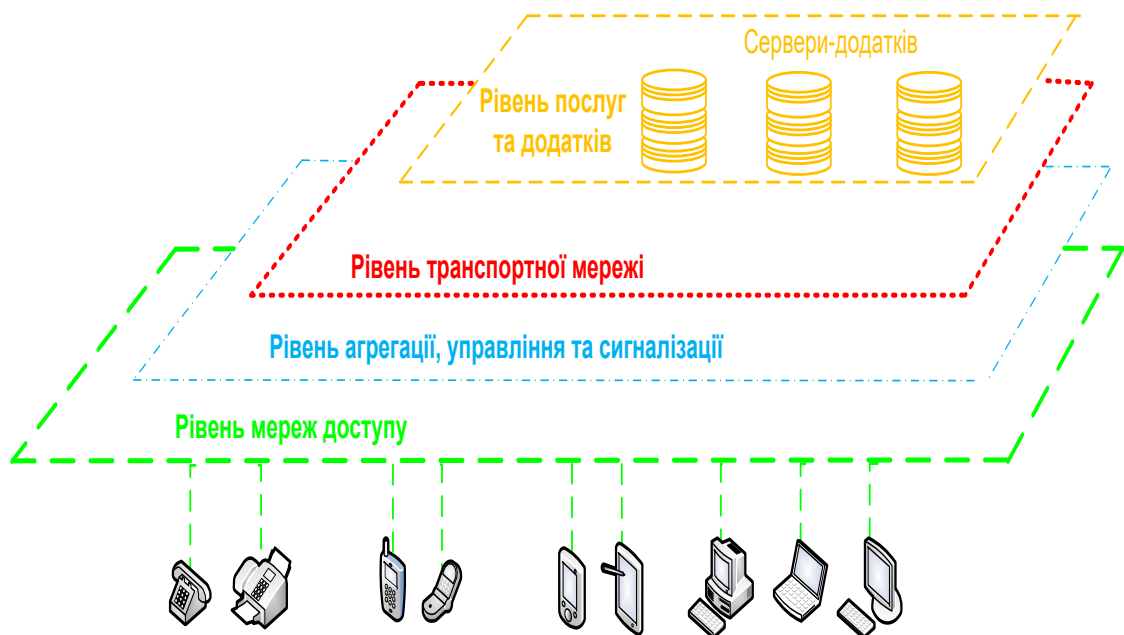 Сервери-додатків
Рівень послуг
та додатків
Рівень транспортної мережі
Рівень агрегації, управління та сигналізації
Рівень мереж доступу